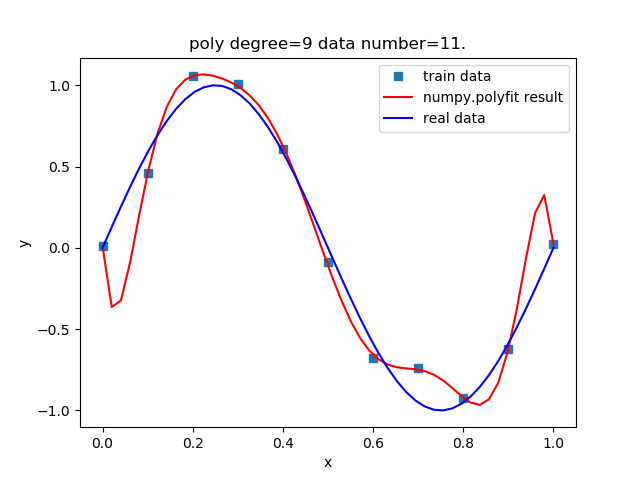 poly degree=9 data number=11.
train data
numpy.polyfit result
real data
1.0
0.5
0.0
−0.5
−1.0
y
0.0 0.2 0.4 0.6 0.8 1.0
x